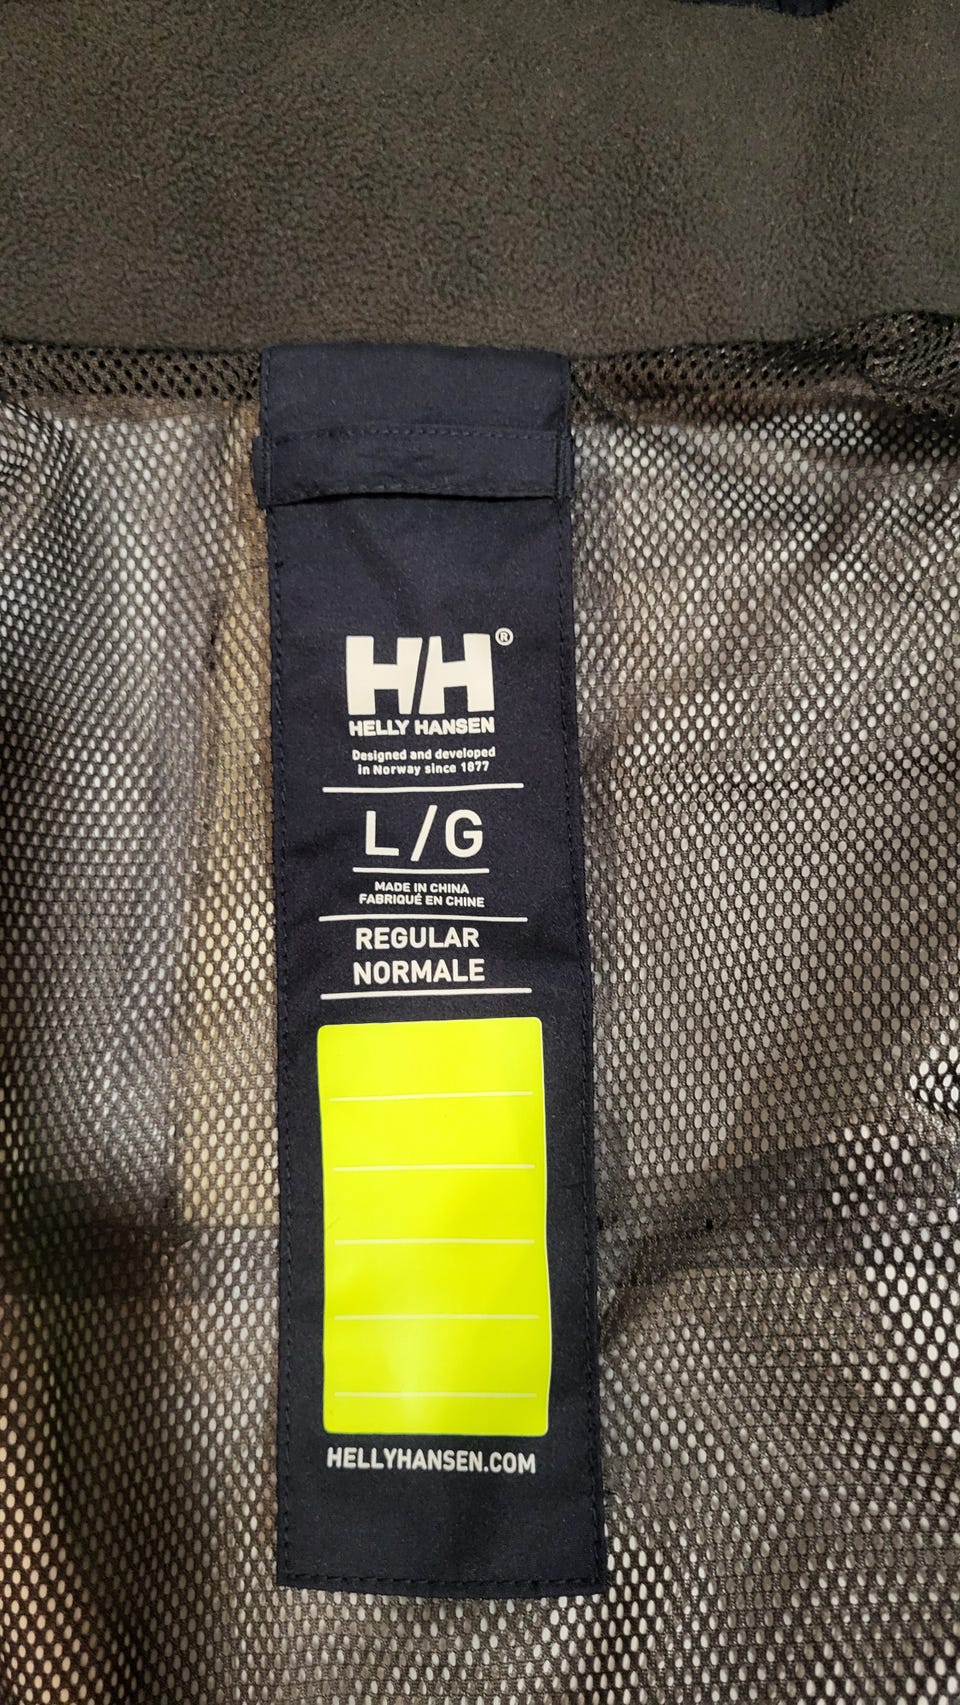 HH®
HELLY HANSEN
Designed and developed
in Norway since 1877
L/G
MADE IN CHINA
FABRIQUÉ EN CHINE
REGULAR
NORMALE
HELLYHANSEN.COM